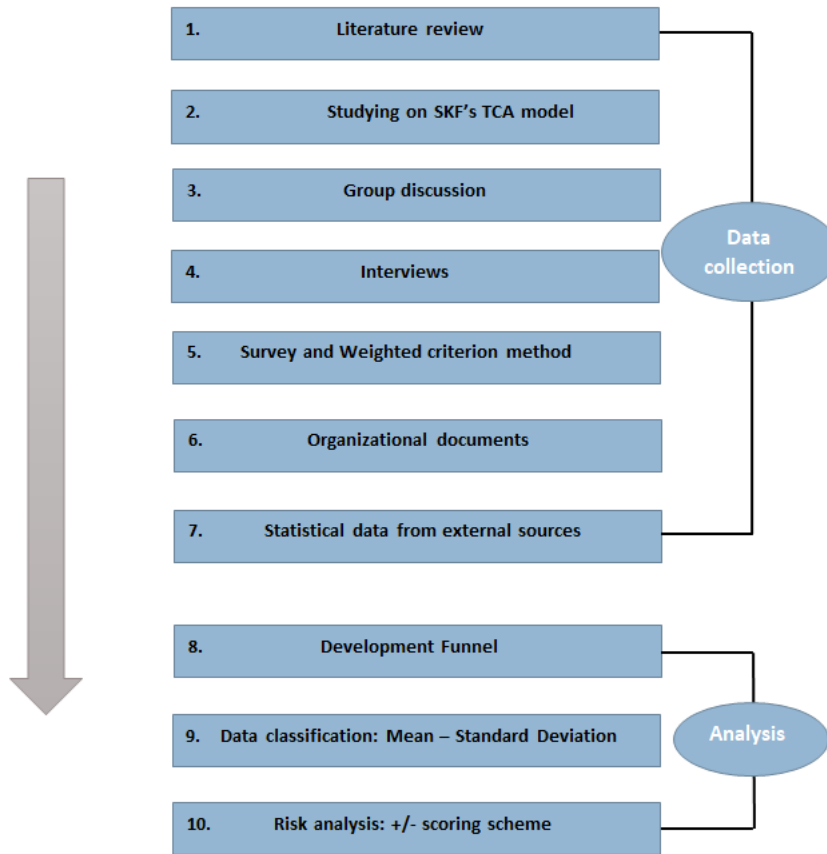 1. Literature review
2. Studying on SKF's TCA model
3. Group discussion
4. Interviews
Data
collection
5. Survey and Weighted criterion method
6. Organizational documents
7. Statistical data from external sources
8. Development Funnel
9. Data classification: Mean – Standard Deviation
Analysis
10. Risk analysis: +/- scoring scheme